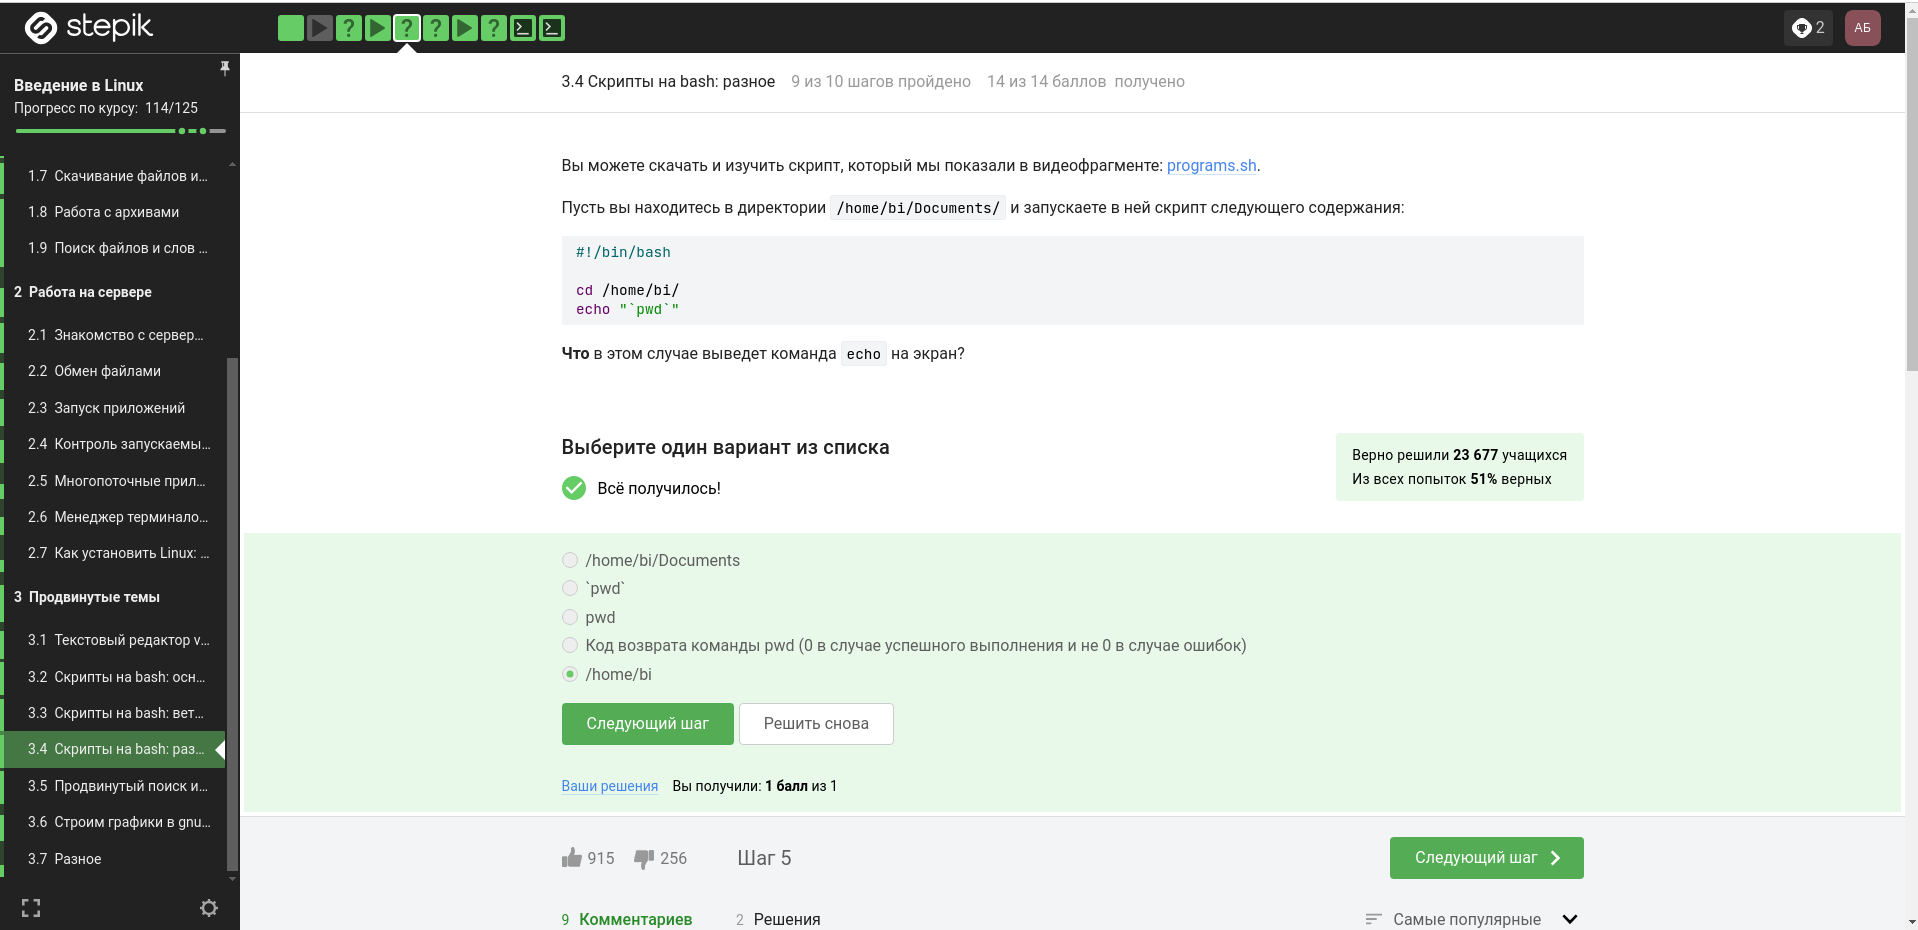 stepik
2
АБ
Введение в Linux
Прогресс по курсу: 114/125
1.7 Скачивание файлов и...
1.8 Работа с архивами
1.9 Поиск файлов и слов ...
2 Работа на сервере
2.1 Знакомство с сервер...
2.2 Обмен файлами
2.3 Запуск приложений
2.4 Контроль запускаемы...
2.5 Многопоточные прил...
2.6 Менеджер терминало...
2.7 Как установить Linux: ...
3 Продвинутые темы
3.1 Текстовый редактор v...
3.2 Скрипты на bash: осн...
3.3 Скрипты на bash: вет...
3.4 Скрипты на bash: раз...
3.5 Продвинутый поиск и...
3.6 Строим графики в gnu...
3.7 Разное
3.4 Скрипты на bash: разное 9 из 10 шагов пройдено 14 из 14 баллов получено
Вы можете скачать и изучить скрипт, который мы показали в видеофрагменте: programs.sh.
Пусть вы находитесь в директории /home/bi/Documents/ и запускаете в ней скрипт следующего содержания:
#!/bin/bash
cd /home/bi/
echo "`pwd`"
Что в этом случае выведет команда echo на экран?
Выберите один вариант из списка
Всё получилось!
Верно решили 23 677 учащихся
Из всех попыток 51% верных
/home/bi/Documents
`pwd`
pwd
Код возврата команды pwd (0 в случае успешного выполнения и не 0 в случае ошибок)
/home/bi
Следующий шаг Решить снова
Ваши решения Вы получили: 1 балл из 1
915 256 Шаг 5 Следующий шаг
9 Комментариев 2 Решения Самые популярные